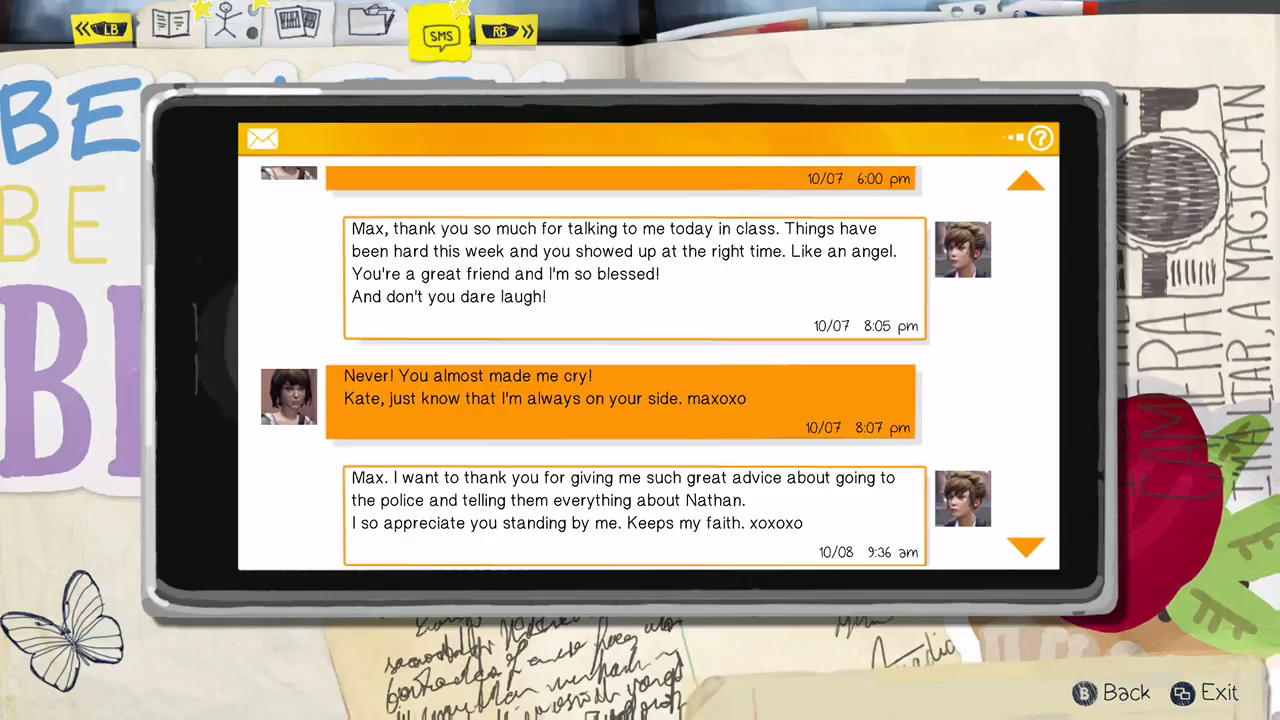 LB
SMS
RB
BE
BE
10/07 6:00 pm
Max, thank you so much for talking to me today in class. Things have
been hard this week and you showed up at the right time. Like an angel.
You're a great friend and I'm so blessed!
And don't you dare laugh!
10/07 8:05 pm
Never! You almost made me cry!
Kate, just know that I'm always on your side. maxoxo
10/07 8:07 pm
Max. I want to thank you for giving me such great advice about going to
the police and telling them everything about Nathan.
I so appreciate you standing by me. Keeps my faith. xoxoxo
10/08 9:36 am
MAGICIAN
B Back
Exit